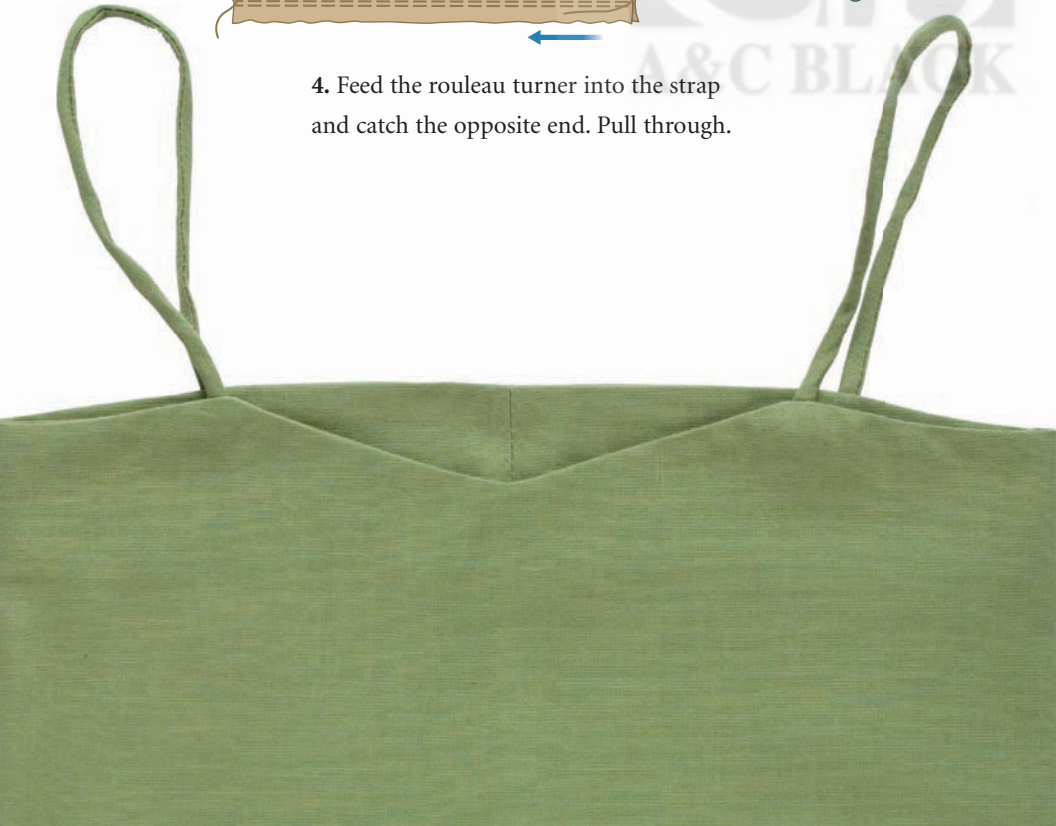 A&C BLACK
4. Feed the rouleau turner into the strap
and catch the opposite end. Pull through.